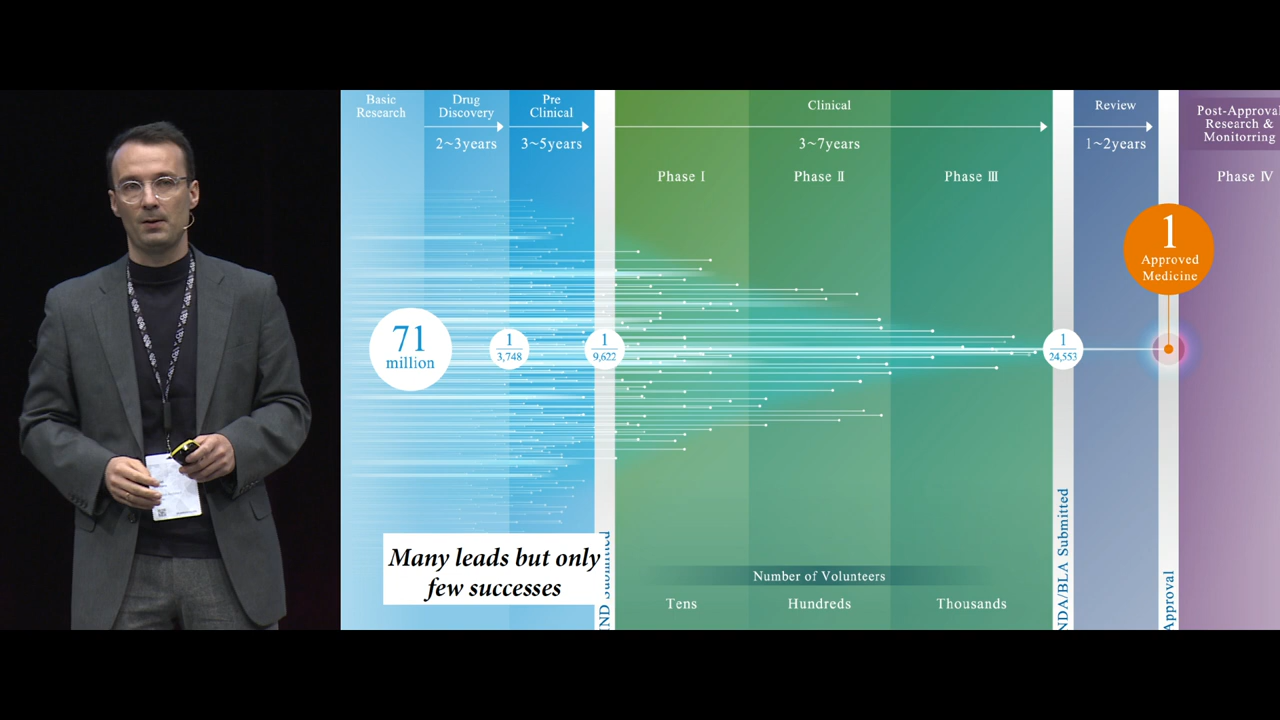 Basic
Research
Drug
Discovery
2~3years
Pre
Clinical
3~5years
Clinical
3~7years
Phase Ⅰ
Phase Ⅱ
Phase Ⅲ
Review
1~2years
Post-Approval
Research &
Monitorring
Phase Ⅳ
1
Approved
Medicine
71
million
1
3,748
1
9,622
1
24,553
Many leads but only
few successes
IND Submitted
NDA/BLA Submitted
Approval
Number of Volunteers
Tens
Hundreds
Thousands